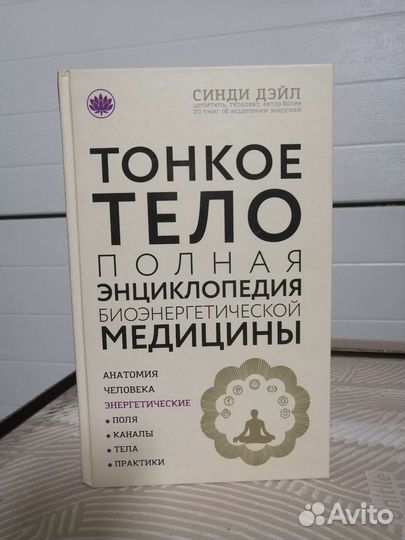 СИНДИ ДЭЙЛ
целитель, терапевт, автор более
20 книг об исцелении энергией
ТОНКОЕ
ТЕЛО
ПОЛНАЯ
ЭНЦИКЛОПЕДИЯ
БИОЭНЕРГЕТИЧЕСКОЙ
МЕДИЦИНЫ
АНАТОМИЯ
ЧЕЛОВЕКА
ЭНЕРГЕТИЧЕСКИЕ
• ПОЛЯ
• КАНАЛЫ
• ТЕЛА
• ПРАКТИКИ
Avito